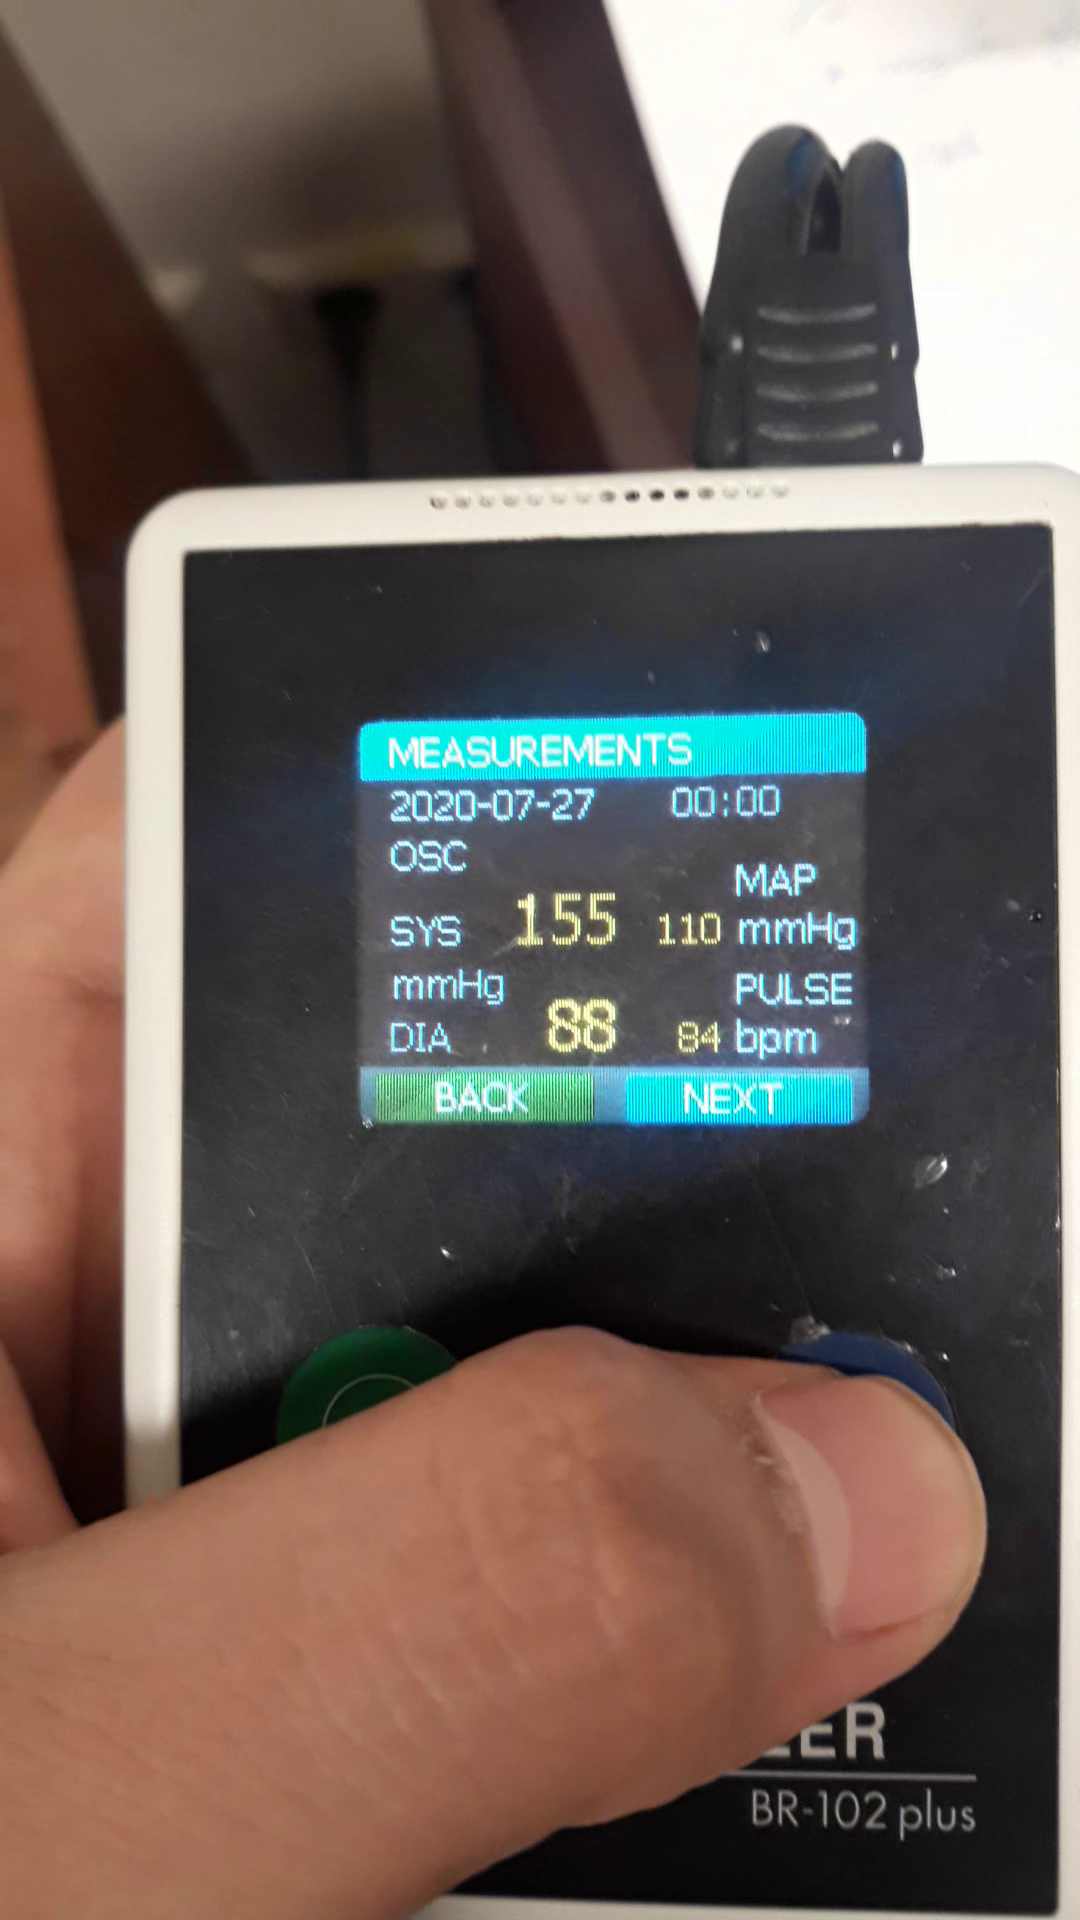 MEASUREMENTS
2020-07-27 00:00
OSC
MAP
SYS 155 110 mmHg
mmHg
PULSE
DIA 88 84 bpm
BACK NEXT
BR-102 plus